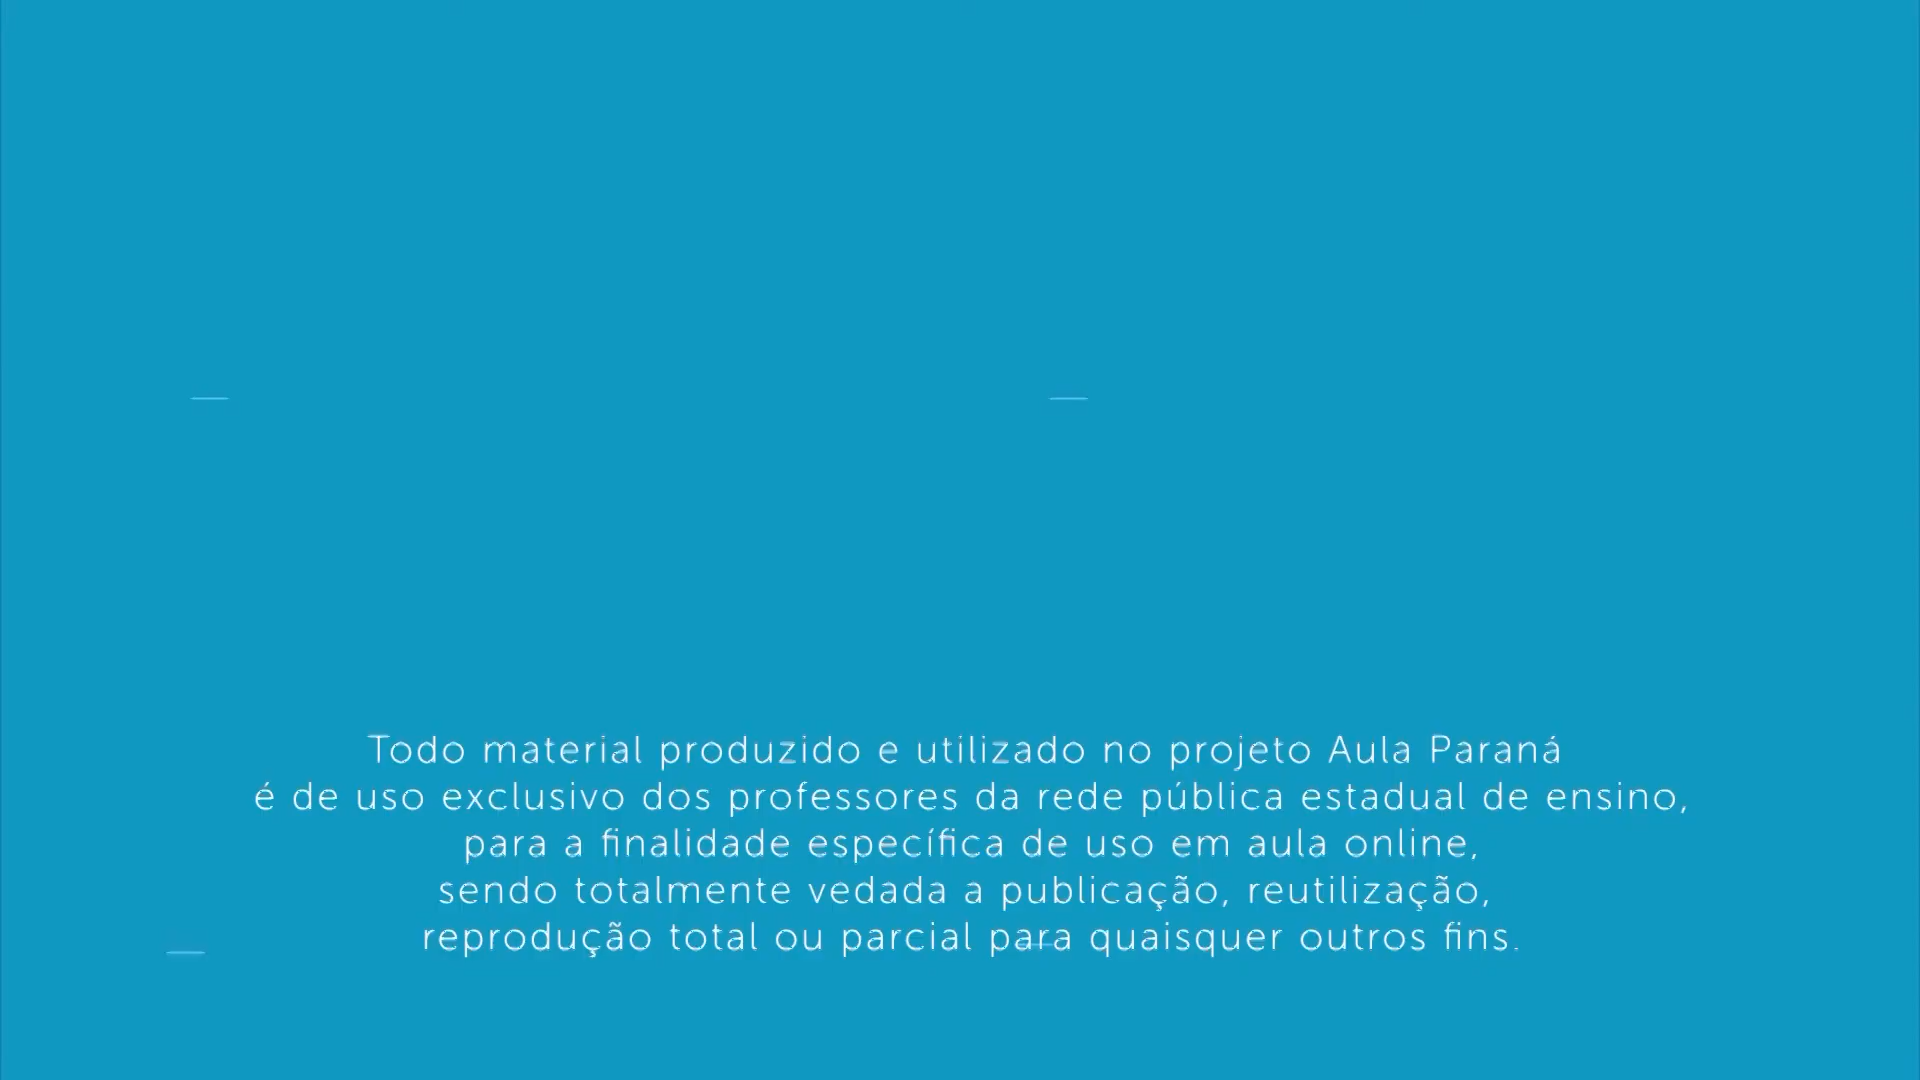 Todo material produzido e utilizado no projeto Aula Paraná
é de uso exclusivo dos professores da rede pública estadual de ensino,
para a finalidade específica de uso em aula online,
sendo totalmente vedada a publicação, reutilização,
reprodução total ou parcial para quaisquer outros fins.